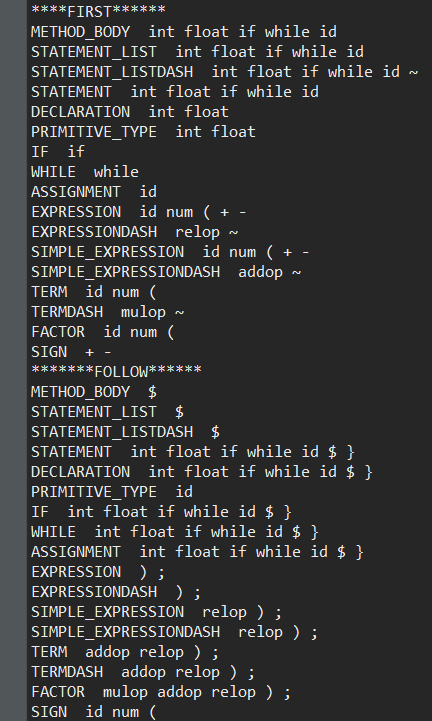 ****FIRST******
METHOD_BODY  int float if while id
STATEMENT_LIST  int float if while id
STATEMENT_LISTDASH  int float if while id ~
STATEMENT  int float if while id
DECLARATION  int float
PRIMITIVE_TYPE  int float
IF  if
WHILE  while
ASSIGNMENT  id
EXPRESSION  id num ( + -
EXPRESSIONDASH  relop ~
SIMPLE_EXPRESSION  id num ( + -
SIMPLE_EXPRESSIONDASH  addop ~
TERM  id num (
TERMDASH  mulop ~
FACTOR  id num (
SIGN  + -
*******FOLLOW******
METHOD_BODY  $
STATEMENT_LIST  $
STATEMENT_LISTDASH  $
STATEMENT  int float if while id $ }
DECLARATION  int float if while id $ }
PRIMITIVE_TYPE  id
IF  int float if while id $ }
WHILE  int float if while id $ }
ASSIGNMENT  int float if while id $ }
EXPRESSION  ) ;
EXPRESSIONDASH  ) ;
SIMPLE_EXPRESSION  relop ) ;
SIMPLE_EXPRESSIONDASH  relop ) ;
TERM  addop relop ) ;
TERMDASH  addop relop ) ;
FACTOR  mulop addop relop ) ;
SIGN  id num (